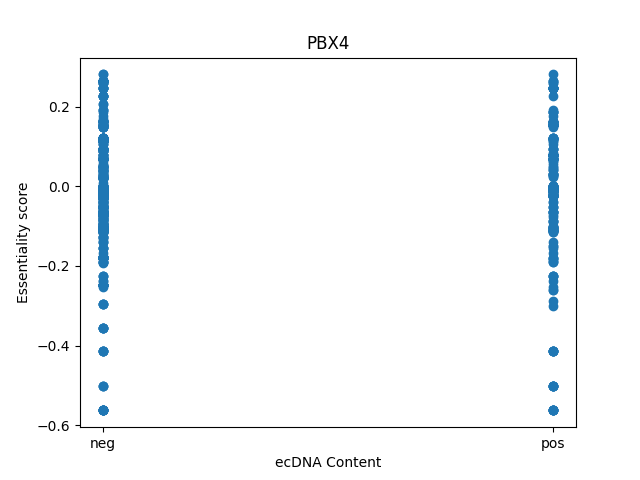 PBX4
Essentiality score
0.2
0.0
−0.2
−0.4
−0.6
neg
pos
ecDNA Content